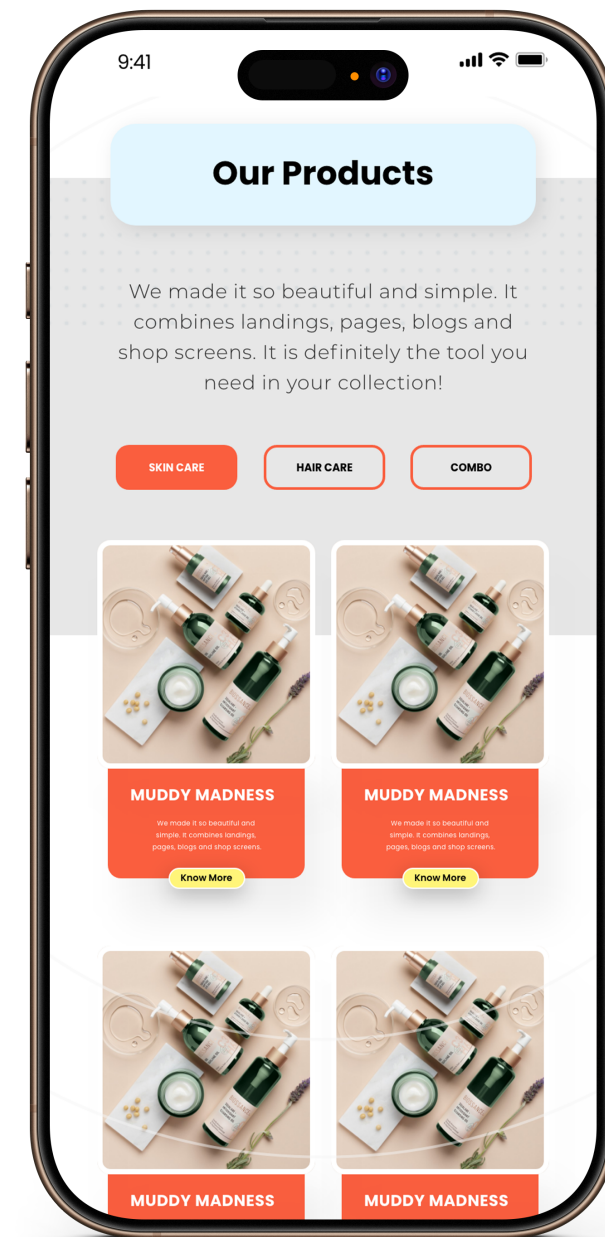 9:41
Our Products
We made it so beautiful and simple. It
combines landings, pages, blogs and
shop screens. It is definitely the tool you
need in your collection!
SKIN CARE
HAIR CARE
COMBO
MUDDY MADNESS
We made it so beautiful and
simple. It combines landings,
pages, blogs and shop screens.
Know More
MUDDY MADNESS
We made it so beautiful and
simple. It combines landings,
pages, blogs and shop screens.
Know More
MUDDY MADNESS
MUDDY MADNESS